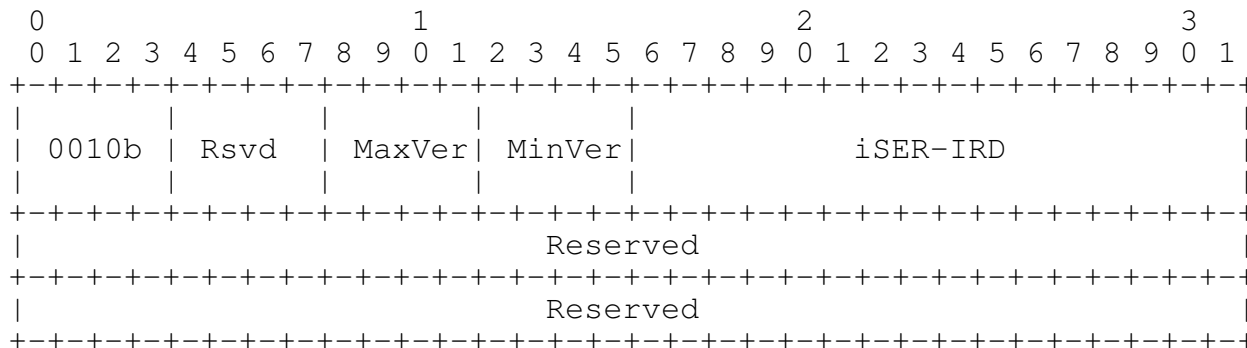 0                   1                   2                   3
 0 1 2 3 4 5 6 7 8 9 0 1 2 3 4 5 6 7 8 9 0 1 2 3 4 5 6 7 8 9 0 1
+-+-+-+-+-+-+-+-+-+-+-+-+-+-+-+-+-+-+-+-+-+-+-+-+-+-+-+-+-+-+-+-+
|       |       |       |       |                               |
| 0010b | Rsvd  | MaxVer| MinVer|           iSER-IRD            |
|       |       |       |       |                               |
+-+-+-+-+-+-+-+-+-+-+-+-+-+-+-+-+-+-+-+-+-+-+-+-+-+-+-+-+-+-+-+-+
|                           Reserved                            |
+-+-+-+-+-+-+-+-+-+-+-+-+-+-+-+-+-+-+-+-+-+-+-+-+-+-+-+-+-+-+-+-+
|                           Reserved                            |
+-+-+-+-+-+-+-+-+-+-+-+-+-+-+-+-+-+-+-+-+-+-+-+-+-+-+-+-+-+-+-+-+